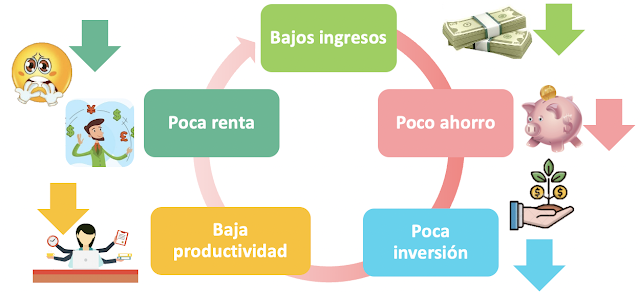 Bajos ingresos
Poco ahorro
Poca
inversión
Baja
productividad
Poca renta